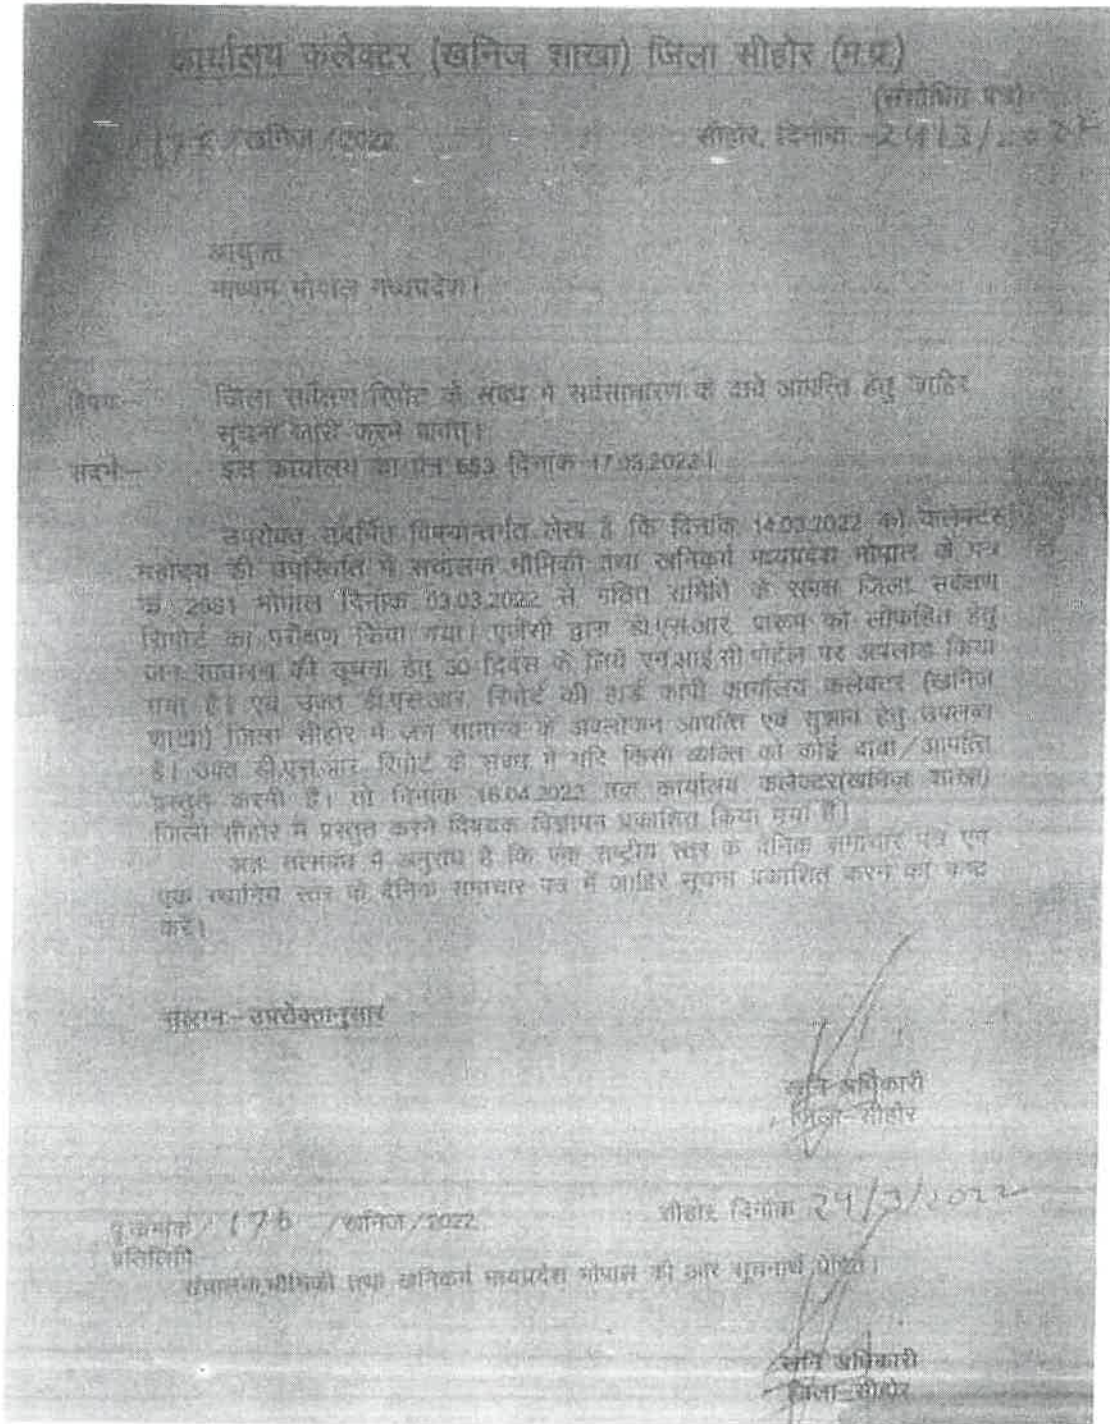 कार्यालय कलेक्टर (खनिज शाखा) जिला सीहोर (म.प्र.)
(संशोधित पत्र)
/खनिज/2022 सीहोर, दिनांक 24/3/2022
आयुक्त
माध्यम भोपाल मध्यप्रदेश।
विषय:— जिला सर्वेक्षण रिपोर्ट के संबंध में सर्वसाधारण के दावे आपत्ति हेतु जाहिर
सूचना जारी करने बावत्।
संदर्भ:— इस कार्यालय का पत्र 653 दिनांक 17.03.2022।
उपरोक्त संदर्भित विषयान्तर्गत लेख है कि दिनांक 14.03.2022 को कलेक्टर
महोदय की उपस्थिति में संचालक भौमिकी तथा खनिकर्म मध्यप्रदेश भोपाल के पत्र
क्र. 2681 भोपाल दिनांक 03.03.2022 से गठित समिति के समक्ष जिला सर्वेक्षण
रिपोर्ट का परीक्षण किया गया। एजेंसी द्वारा डी.एस.आर. प्रारूप को लोकहित हेतु
जन की सूचना हेतु 30 दिवस के लिये एन.आई.सी पोर्टल पर अपलोड किया
गया है। एवं उक्त डी.एस.आर. रिपोर्ट की हार्ड कापी कार्यालय कलेक्टर (खनिज
शाखा) जिला सीहोर में जन सामान्य के अवलोकन आपत्ति एवं सुझाव हेतु उपलब्ध
है। उक्त डी.एस.आर. रिपोर्ट के संबंध में यदि किसी व्यक्ति को कोई दावा/आपत्ति
प्रस्तुत करनी है। तो दिनांक 16.04.2022 तक कार्यालय कलेक्टर(खनिज शाखा)
जिला सीहोर में प्रस्तुत करने विषयक विज्ञापन प्रकाशित किया गया है।
अतः संबंध में अनुरोध है कि एक राष्ट्रीय स्तर के दैनिक समाचार पत्र एवं
एक स्थानिय स्तर के दैनिक समाचार पत्र में जाहिर सूचना प्रकाशित करने का कष्ट
करें।
संलग्न—उपरोक्तानुसार
खनि अधिकारी
जिला—सीहोर
पृ.क्रमांक/176 /खनिज/2022 सीहोर, दिनांक 24/3/2022
प्रतिलिपि
संचालक,भौमिकी तथा खनिकर्म मध्यप्रदेश भोपाल की ओर सूचनार्थ प्रेषित।
खनि अधिकारी
जिला—सीहोर